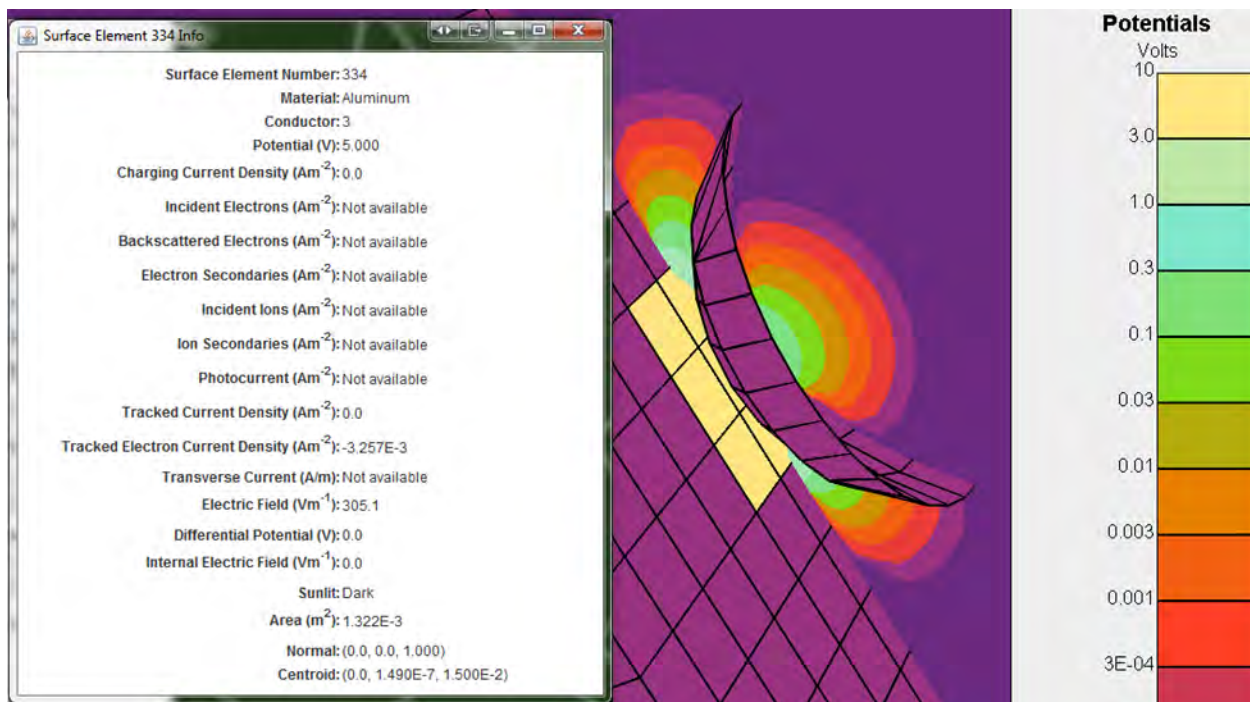 Surface Element 334 Info
Surface Element Number: 334
Material: Aluminum
Conductor: 3
Potential (V): 5.000
Charging Current Density (Am⁻²): 0.0
Incident Electrons (Am⁻²): Not available
Backscattered Electrons (Am⁻²): Not available
Electron Secondaries (Am⁻²): Not available
Incident Ions (Am⁻²): Not available
Ion Secondaries (Am⁻²): Not available
Photocurrent (Am⁻²): Not available
Tracked Current Density (Am⁻²): 0.0
Tracked Electron Current Density (Am⁻²): -3.257E-3
Transverse Current (A/m): Not available
Electric Field (Vm⁻¹): 305.1
Differential Potential (V): 0.0
Internal Electric Field (Vm⁻¹): 0.0
Sunlit: Dark
Area (m²): 1.322E-3
Normal: (0.0, 0.0, 1.000)
Centroid: (0.0, 1.490E-7, 1.500E-2)
Potentials
Volts
10
3.0
1.0
0.3
0.1
0.03
0.01
0.003
0.001
3E-04